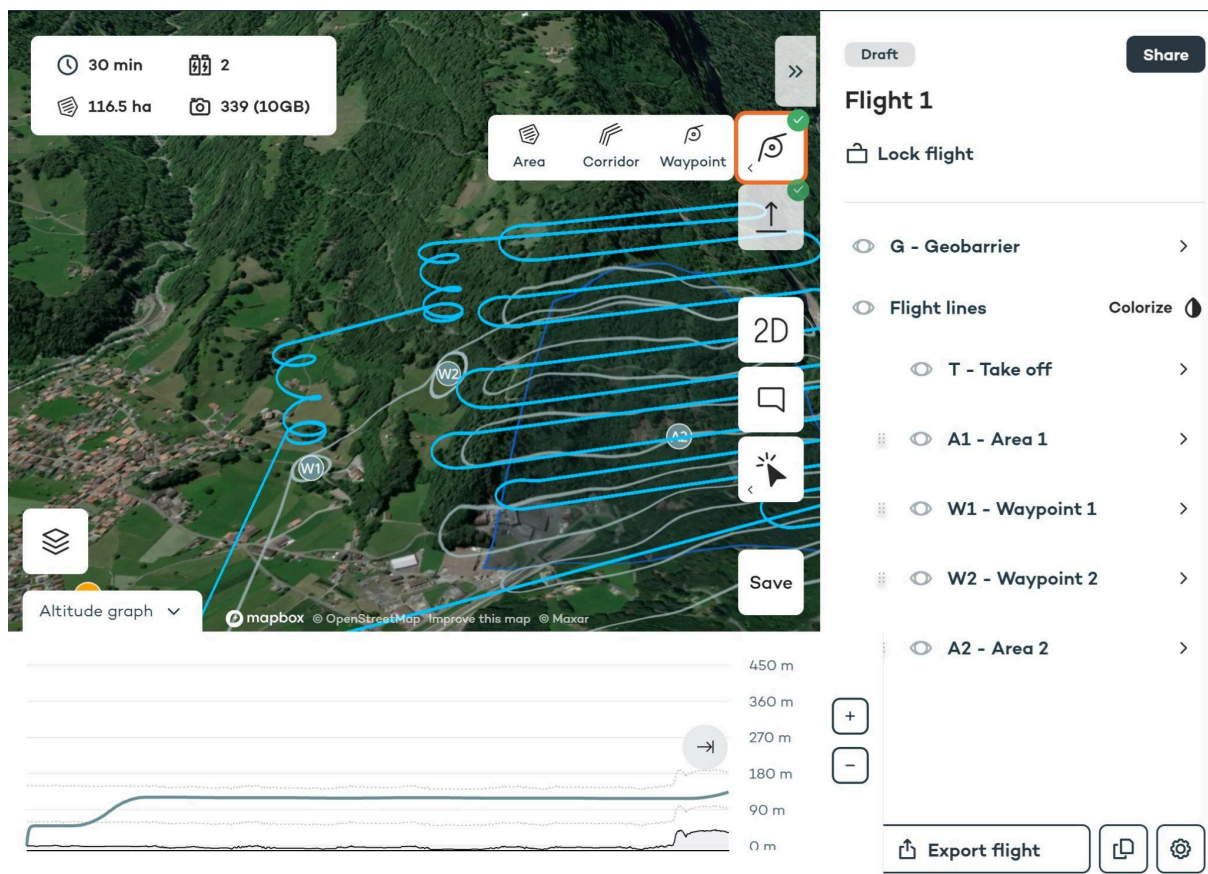 30 min
2
116.5 ha
339 (10GB)
Area
Corridor
Waypoint
W2
A2
W1
2D
Save
Altitude graph
mapbox © OpenStreetMap Improve this map © Maxar
450 m
360 m
270 m
180 m
90 m
0 m
Draft
Share
Flight 1
Lock flight
G - Geobarrier
Flight lines
Colorize
T - Take off
A1 - Area 1
W1 - Waypoint 1
W2 - Waypoint 2
A2 - Area 2
+
−
Export flight